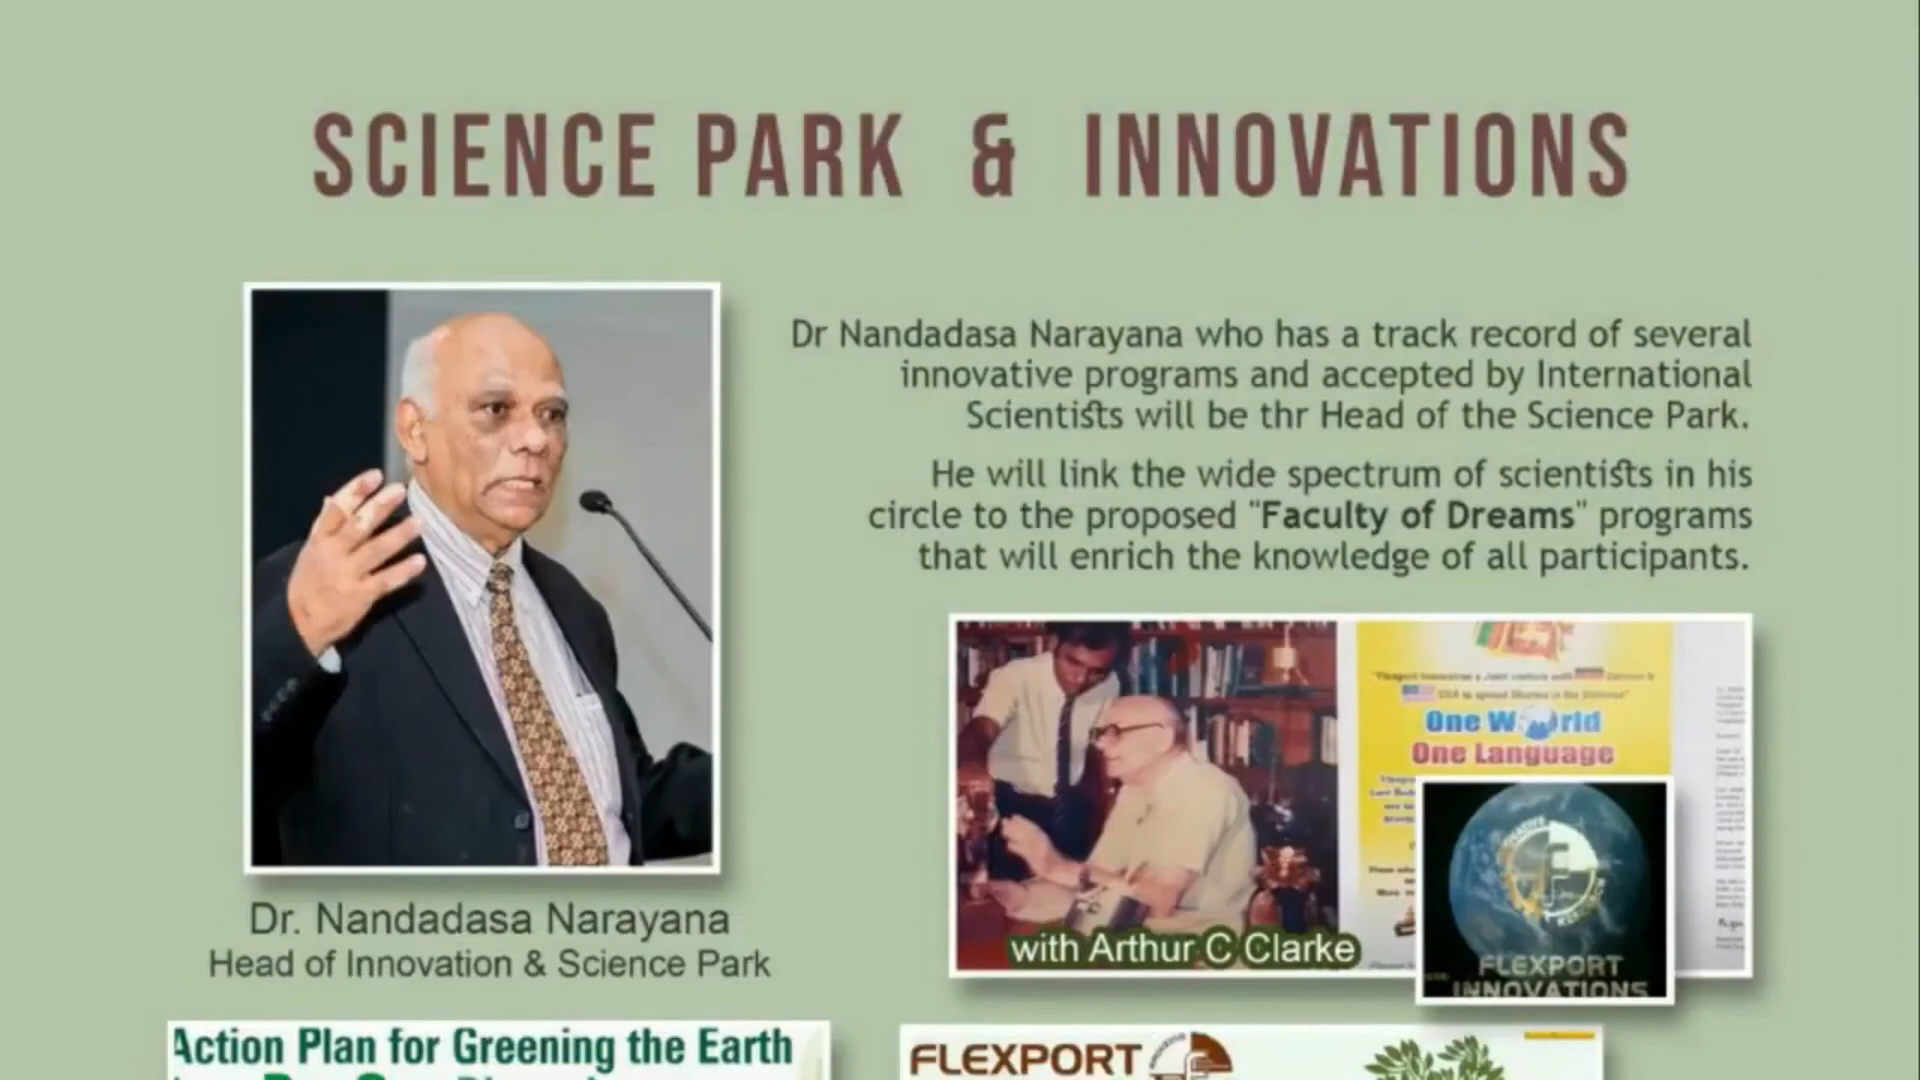 SCIENCE PARK & INNOVATIONS
Dr Nandadasa Narayana who has a track record of several
innovative programs and accepted by International
Scientists will be thr Head of the Science Park.
He will link the wide spectrum of scientists in his
circle to the proposed "Faculty of Dreams" programs
that will enrich the knowledge of all participants.
Dr. Nandadasa Narayana
Head of Innovation & Science Park
One World
One Language
with Arthur C Clarke
FLEXPORT
INNOVATIONS
Action Plan for Greening the Earth
FLEXPORT